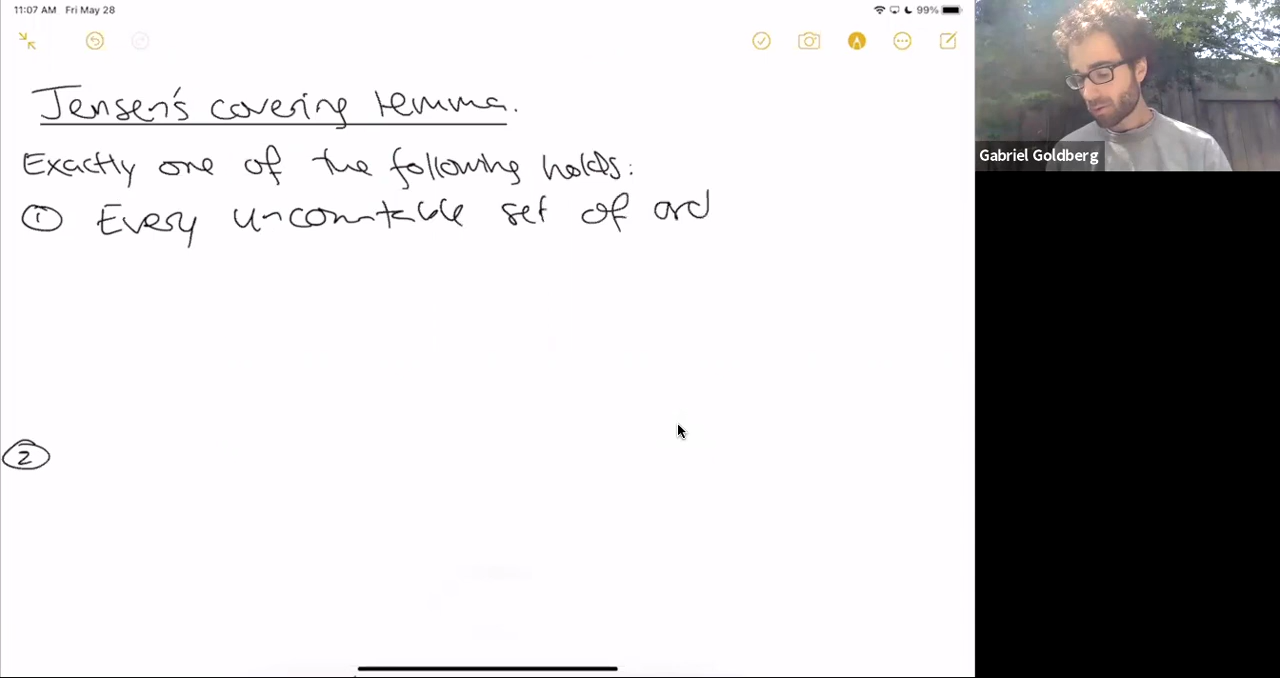 11:07 AM Fri May 28
99%
Jensen's covering lemma.
Gabriel Goldberg
Exactly one of the following holds:
① Every uncountable set of ord
②